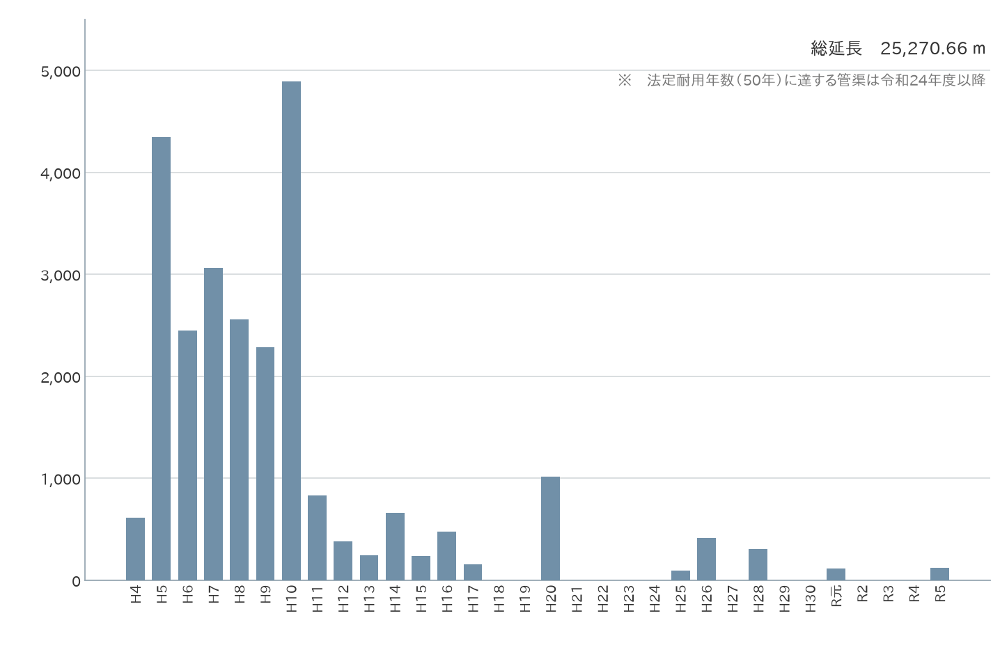 総延長　25,270.66 m
※　法定耐用年数（50年）に達する管渠は令和24年度以降
5,000
4,000
3,000
2,000
1,000
0
H4
H5
H6
H7
H8
H9
H10
H11
H12
H13
H14
H15
H16
H17
H18
H19
H20
H21
H22
H23
H24
H25
H26
H27
H28
H29
H30
R元
R2
R3
R4
R5